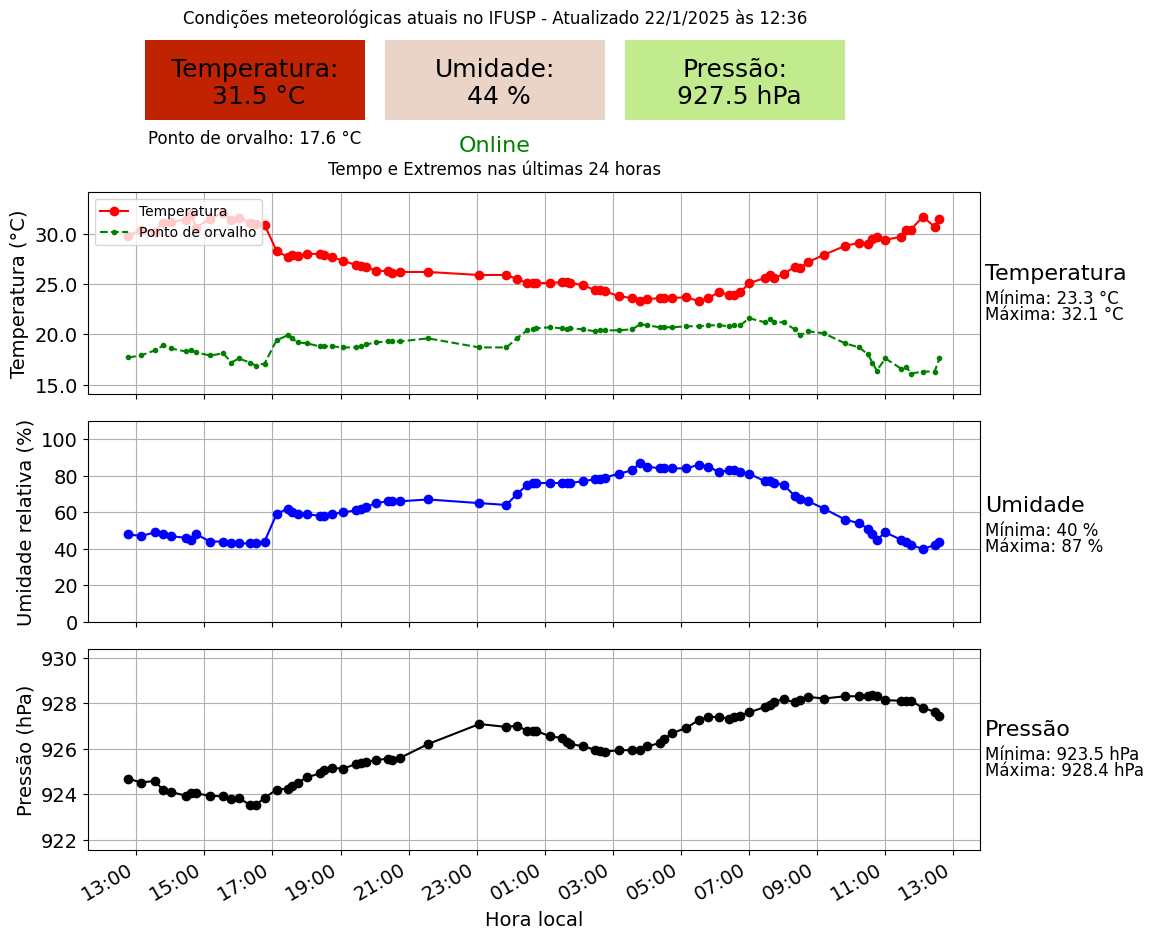 Condições meteorológicas atuais no IFUSP - Atualizado 22/1/2025 às 12:36
Temperatura:
31.5 °C
Umidade:
44 %
Pressão:
927.5 hPa
Ponto de orvalho: 17.6 °C
Online
Tempo e Extremos nas últimas 24 horas
Temperatura (°C)
30.0
25.0
20.0
15.0
Temperatura
Ponto de orvalho
Temperatura
Mínima: 23.3 °C
Máxima: 32.1 °C
Umidade relativa (%)
100
80
60
40
20
0
Umidade
Mínima: 40 %
Máxima: 87 %
Pressão (hPa)
930
928
926
924
922
Pressão
Mínima: 923.5 hPa
Máxima: 928.4 hPa
13:00 15:00 17:00 19:00 21:00 23:00 01:00 03:00 05:00 07:00 09:00 11:00 13:00
Hora local